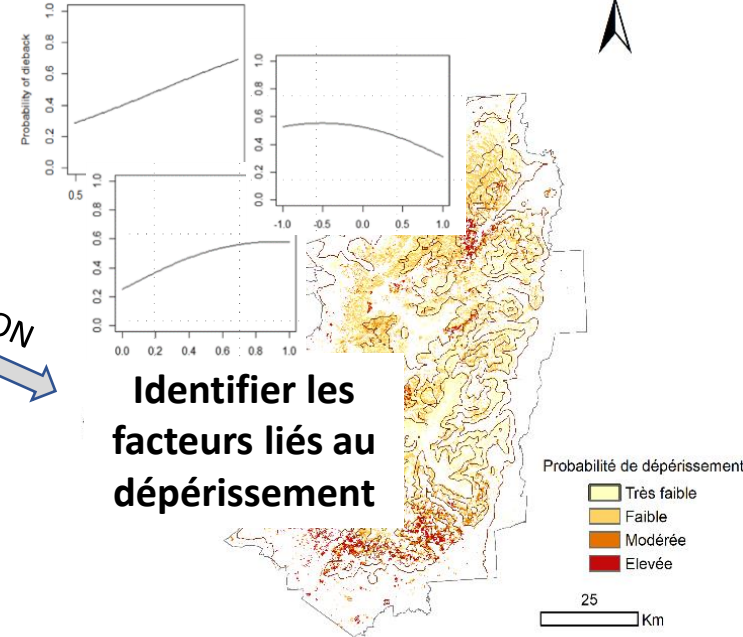 Probability of dieback
0.0 0.2 0.4 0.6 0.8 1.0
0.5
0.0 0.2 0.4 0.6 0.8 1.0
-1.0 -0.5 0.0 0.5 1.0
0.0 0.2 0.4 0.6 0.8 1.0
0.0 0.2 0.4 0.6 0.8 1.0
ON
Identifier les
facteurs liés au
dépérissement
Probabilité de dépérissement
Très faible
Faible
Modérée
Elevée
25
Km